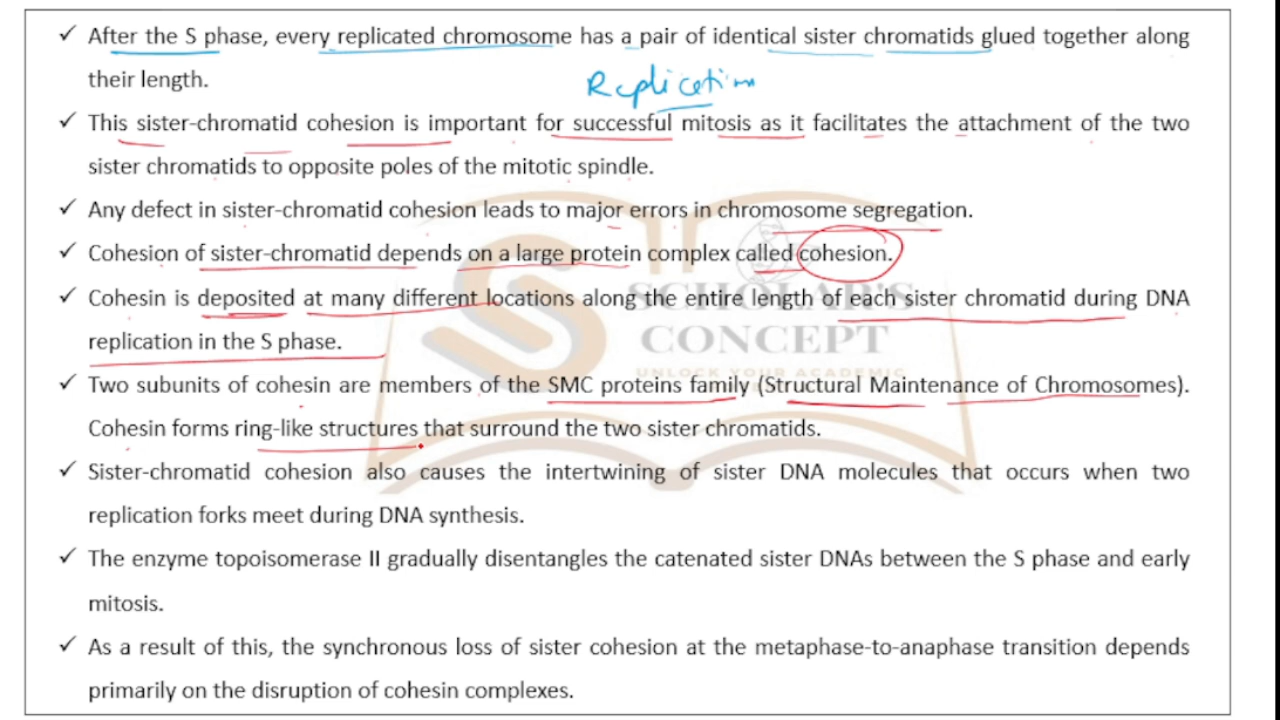 ✓ After the S phase, every replicated chromosome has a pair of identical sister chromatids glued together along
their length.
Replication
✓ This sister-chromatid cohesion is important for successful mitosis as it facilitates the attachment of the two
sister chromatids to opposite poles of the mitotic spindle.
✓ Any defect in sister-chromatid cohesion leads to major errors in chromosome segregation.
✓ Cohesion of sister-chromatid depends on a large protein complex called cohesion.
✓ Cohesin is deposited at many different locations along the entire length of each sister chromatid during DNA
replication in the S phase.
✓ Two subunits of cohesin are members of the SMC proteins family (Structural Maintenance of Chromosomes).
Cohesin forms ring-like structures that surround the two sister chromatids.
✓ Sister-chromatid cohesion also causes the intertwining of sister DNA molecules that occurs when two
replication forks meet during DNA synthesis.
✓ The enzyme topoisomerase II gradually disentangles the catenated sister DNAs between the S phase and early
mitosis.
✓ As a result of this, the synchronous loss of sister cohesion at the metaphase-to-anaphase transition depends
primarily on the disruption of cohesin complexes.
SCHOLAR'S
CONCEPT
UNLOCK YOUR ACADEMIC